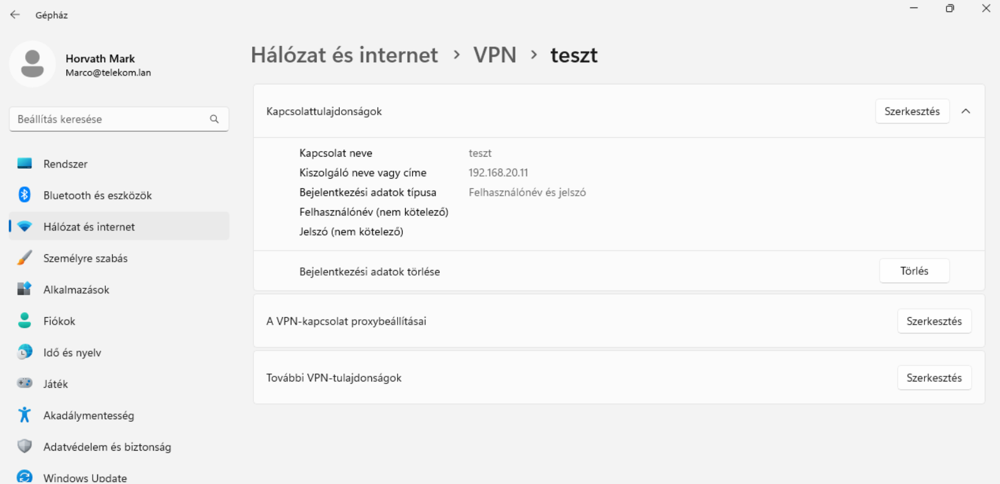 Gépház
Horvath Mark
Marco@telekom.lan
Beállítás keresése
Rendszer
Bluetooth és eszközök
Hálózat és internet
Személyre szabás
Alkalmazások
Fiókok
Idő és nyelv
Játék
Akadálymentesség
Adatvédelem és biztonság
Windows Update
Hálózat és internet > VPN > teszt
Kapcsolattulajdonságok Szerkesztés
Kapcsolat neve teszt
Kiszolgáló neve vagy címe 192.168.20.11
Bejelentkezési adatok típusa Felhasználónév és jelszó
Felhasználónév (nem kötelező)
Jelszó (nem kötelező)
Bejelentkezési adatok törlése Törlés
A VPN-kapcsolat proxybeállításai Szerkesztés
További VPN-tulajdonságok Szerkesztés